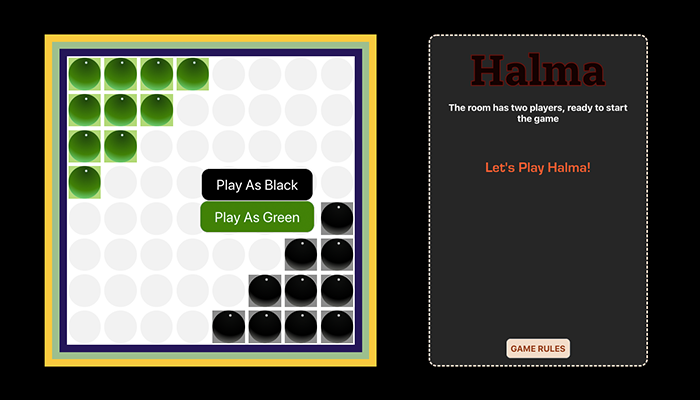 Play As Black
Play As Green
Halma
The room has two players, ready to start
the game
Let's Play Halma!
GAME RULES